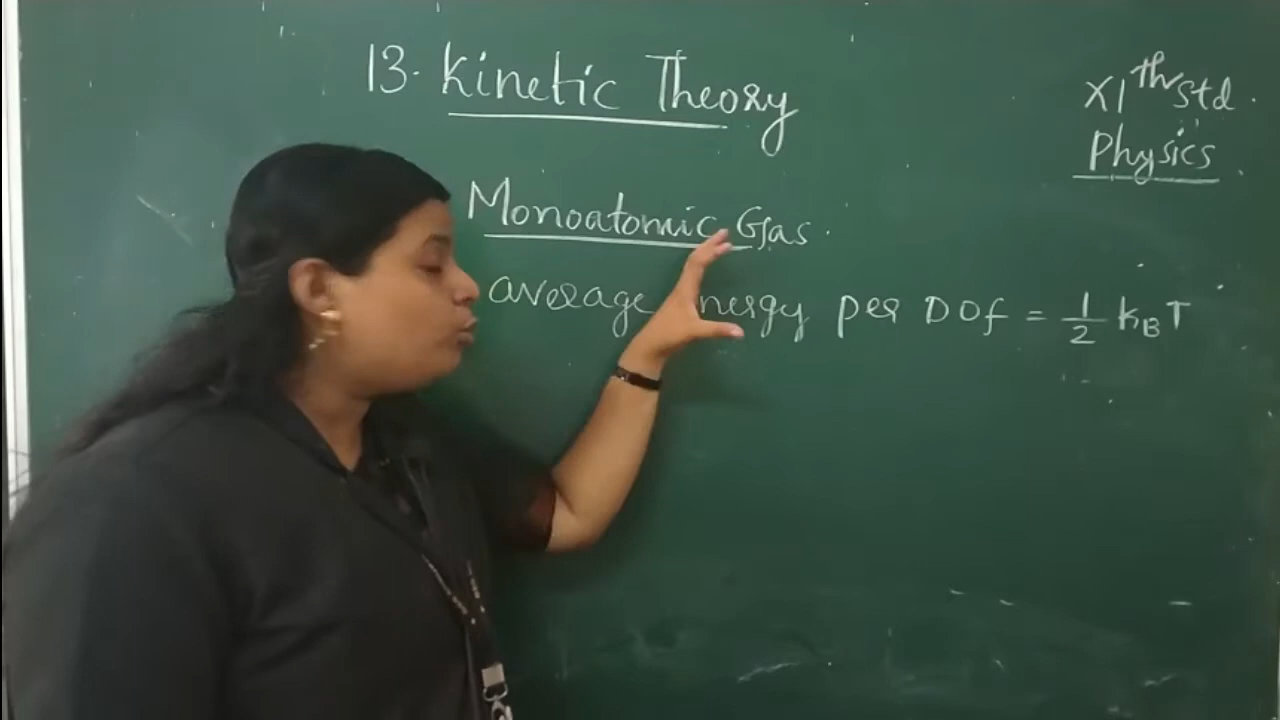 13. Kinetic Theory
XIth std.
Physics.
Monoatomic Gas.
average energy per DOf = 1/2 kBT